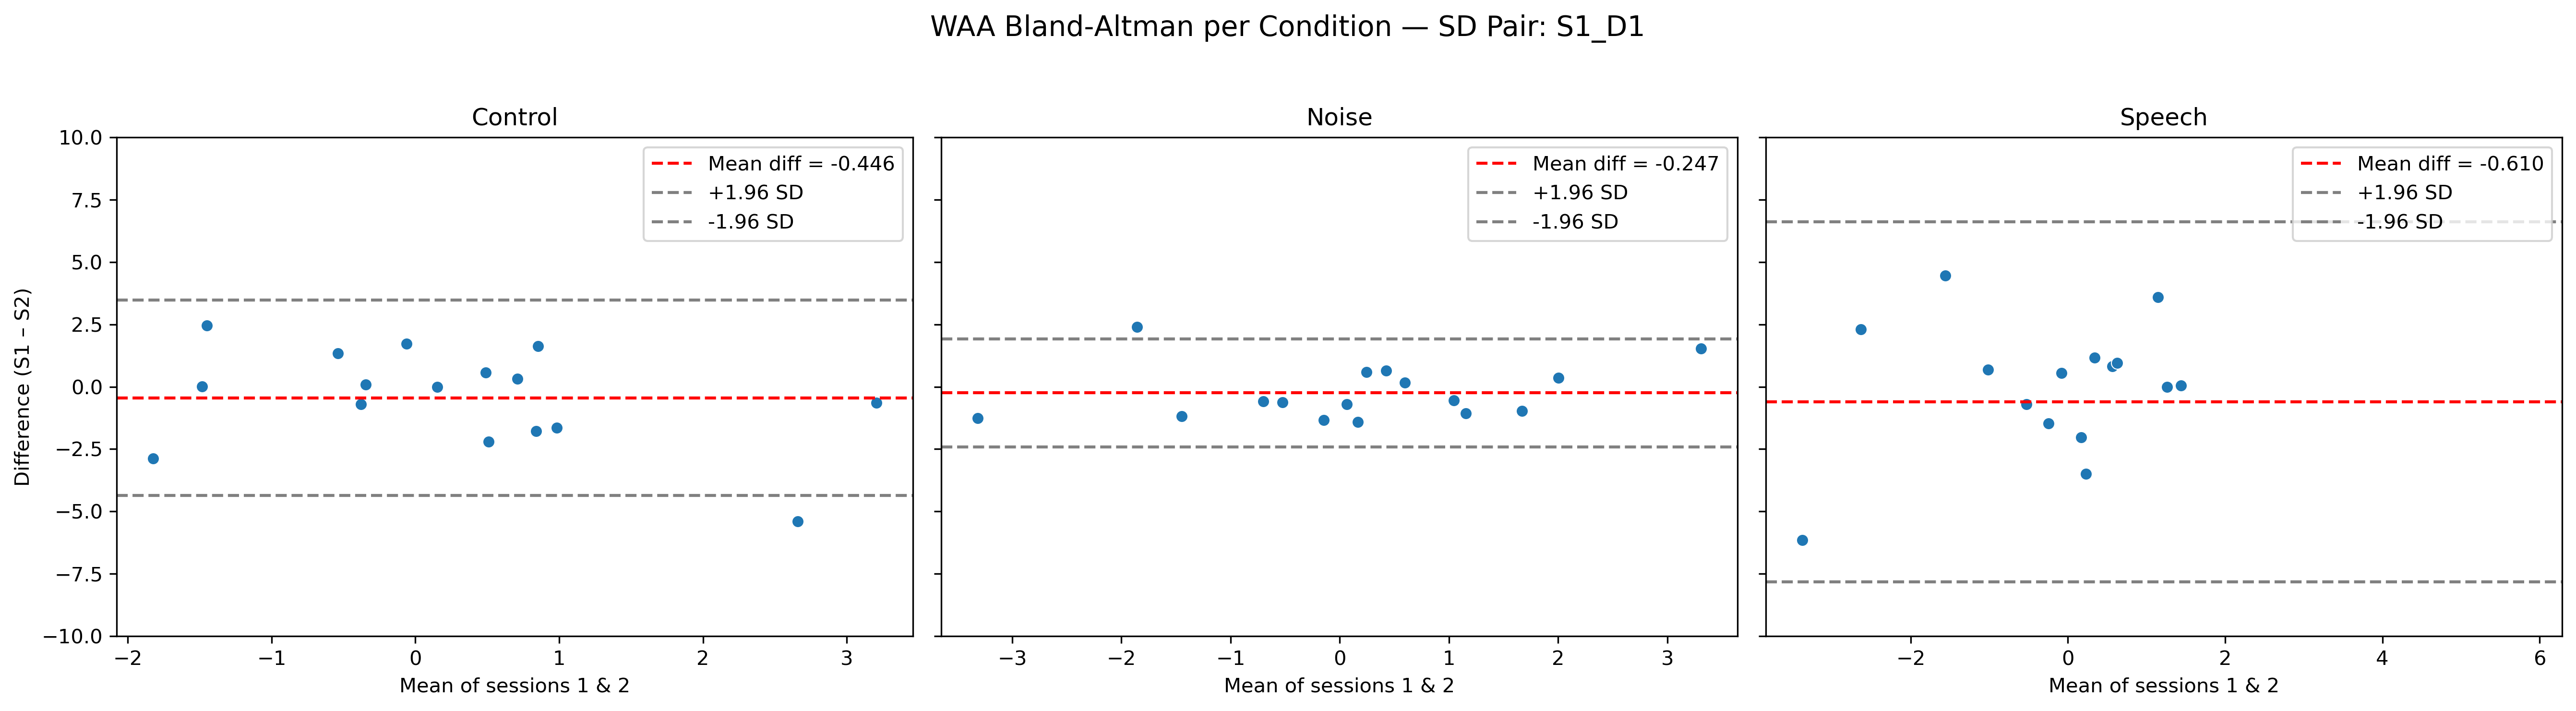 WAA Bland-Altman per Condition — SD Pair: S1_D1
Control
Mean diff = -0.446
+1.96 SD
-1.96 SD
Difference (S1 – S2)
10.0
7.5
5.0
2.5
0.0
−2.5
−5.0
−7.5
−10.0
−2 −1 0 1 2 3
Mean of sessions 1 & 2
Noise
Mean diff = -0.247
+1.96 SD
-1.96 SD
−3 −2 −1 0 1 2 3
Mean of sessions 1 & 2
Speech
Mean diff = -0.610
+1.96 SD
-1.96 SD
−2 0 2 4 6
Mean of sessions 1 & 2